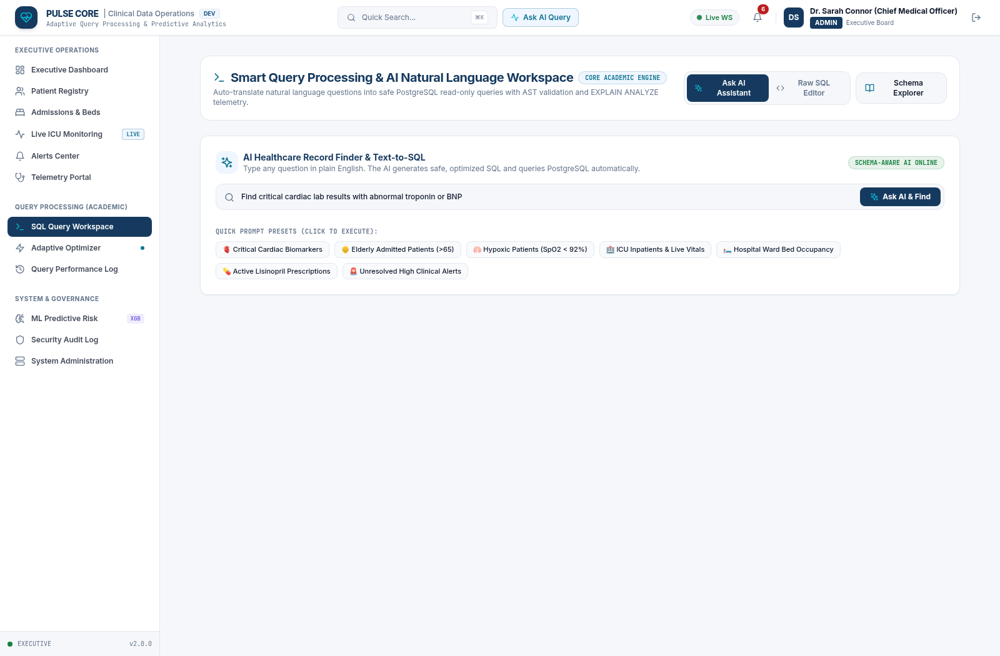 PULSE CORE | Clinical Data Operations DEV
Adaptive Query Processing & Predictive Analytics
Quick Search... ⌘K
Ask AI Query
Live WS
6
DS
Dr. Sarah Connor (Chief Medical Officer)
ADMIN Executive Board
EXECUTIVE OPERATIONS
Executive Dashboard
Patient Registry
Admissions & Beds
Live ICU Monitoring LIVE
Alerts Center
Telemetry Portal
QUERY PROCESSING (ACADEMIC)
SQL Query Workspace
Adaptive Optimizer
Query Performance Log
SYSTEM & GOVERNANCE
ML Predictive Risk XGB
Security Audit Log
System Administration
EXECUTIVE v2.0.0
Smart Query Processing & AI Natural Language Workspace CORE ACADEMIC ENGINE
Auto-translate natural language questions into safe PostgreSQL read-only queries with AST validation and EXPLAIN ANALYZE
telemetry.
Ask AI
Assistant
Raw SQL
Editor
Schema
Explorer
AI Healthcare Record Finder & Text-to-SQL
Type any question in plain English. The AI generates safe, optimized SQL and queries PostgreSQL automatically.
SCHEMA-AWARE AI ONLINE
Find critical cardiac lab results with abnormal troponin or BNP
Ask AI & Find
QUICK PROMPT PRESETS (CLICK TO EXECUTE):
🫀 Critical Cardiac Biomarkers
👴 Elderly Admitted Patients (>65)
🫁 Hypoxic Patients (SpO2 < 92%)
🏥 ICU Inpatients & Live Vitals
🛏️ Hospital Ward Bed Occupancy
💊 Active Lisinopril Prescriptions
🚨 Unresolved High Clinical Alerts